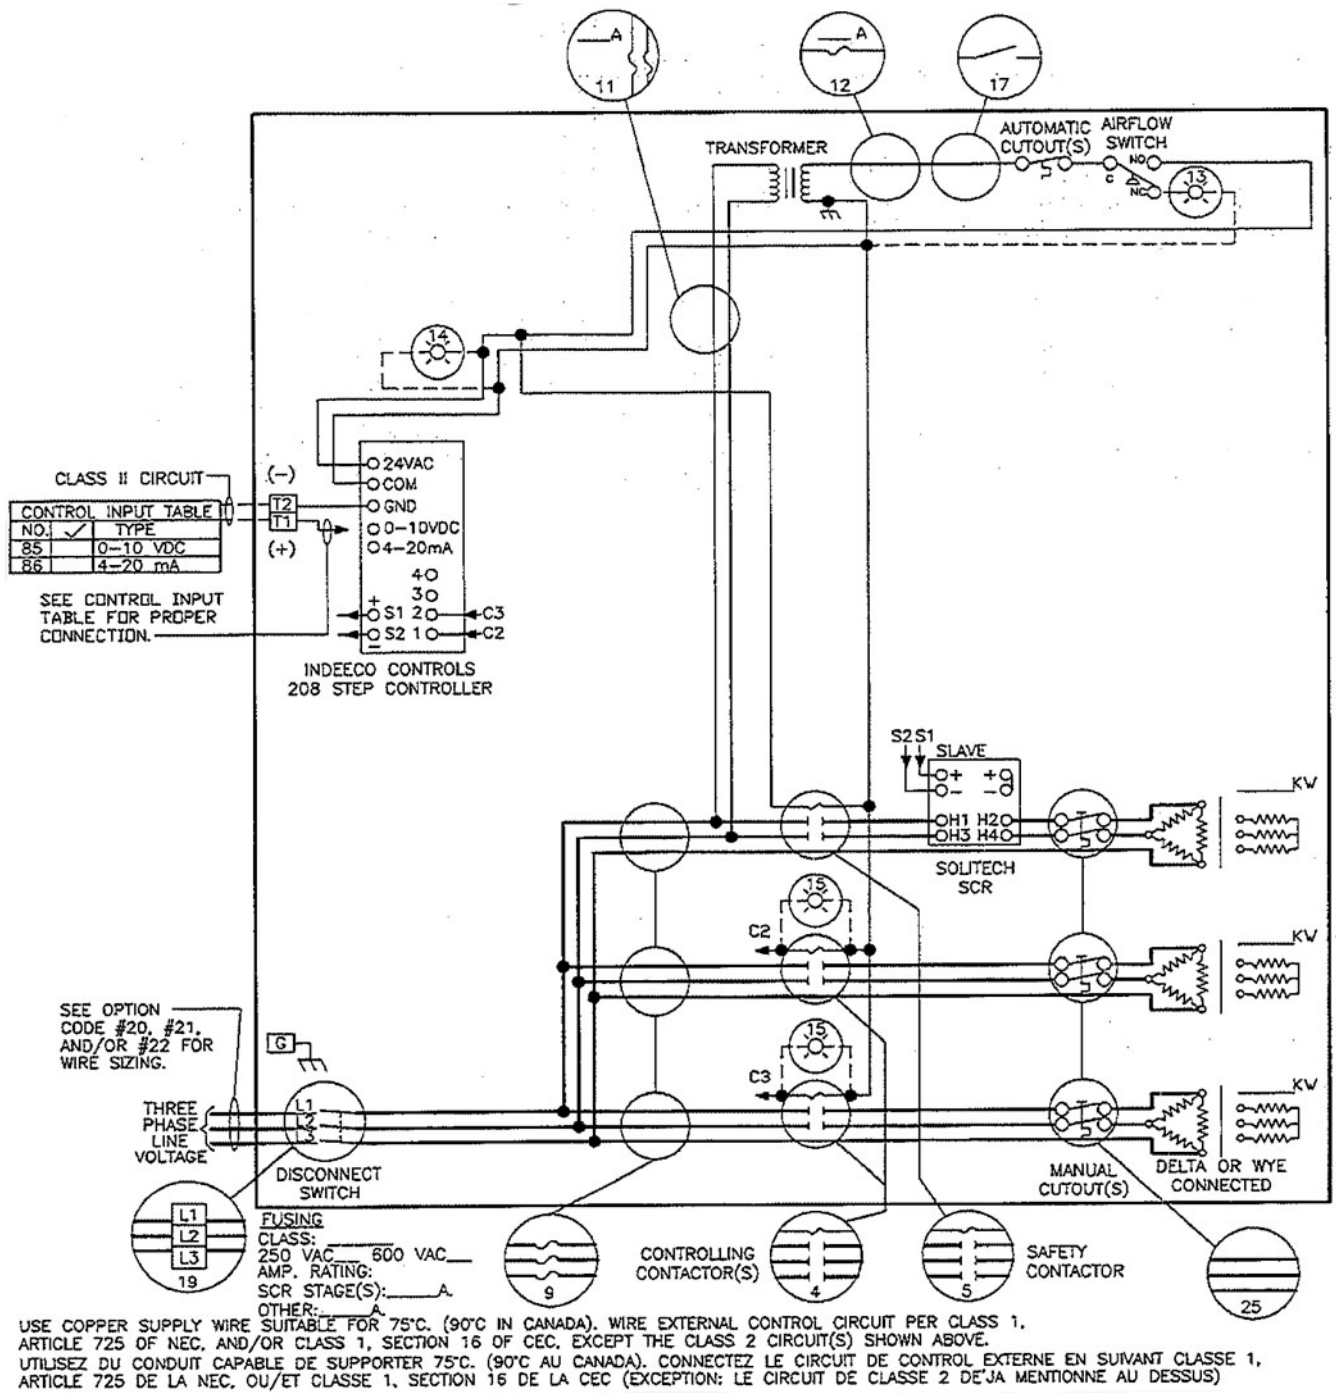 A
11
A
12
17
TRANSFORMER
AUTOMATIC
CUTOUT(S)
AIRFLOW
SWITCH
NO
C
NC
13
14
24VAC
COM
GND
0-10VDC
4-20mA
4
3
+
S1 2
S2 1
-
C3
C2
CLASS II CIRCUIT
(-)
T2
T1
(+)
CONTROL INPUT TABLE
NO. ✓ TYPE
85 0-10 VDC
86 4-20 mA
SEE CONTROL INPUT
TABLE FOR PROPER
CONNECTION.
INDEECO CONTROLS
208 STEP CONTROLLER
S2 S1
SLAVE
+ +
- -
H1 H2
H3 H4
SOLITECH
SCR
KW
15
C2
KW
15
C3
KW
SEE OPTION
CODE #20, #21,
AND/OR #22 FOR
WIRE SIZING.
G
THREE
PHASE
LINE
VOLTAGE
L1
L2
L3
DISCONNECT
SWITCH
MANUAL
CUTOUT(S)
DELTA OR WYE
CONNECTED
L1
L2
L3
19
FUSING
CLASS:
250 VAC 600 VAC
AMP. RATING:
SCR STAGE(S): A
OTHER: A
9
CONTROLLING
CONTACTOR(S)
4
5
SAFETY
CONTACTOR
25
USE COPPER SUPPLY WIRE SUITABLE FOR 75°C. (90°C IN CANADA). WIRE EXTERNAL CONTROL CIRCUIT PER CLASS 1,
ARTICLE 725 OF NEC, AND/OR CLASS 1, SECTION 16 OF CEC, EXCEPT THE CLASS 2 CIRCUIT(S) SHOWN ABOVE.
UTILISEZ DU CONDUIT CAPABLE DE SUPPORTER 75°C. (90°C AU CANADA). CONNECTEZ LE CIRCUIT DE CONTROL EXTERNE EN SUIVANT CLASSE 1,
ARTICLE 725 DE LA NEC, OU/ET CLASSE 1, SECTION 16 DE LA CEC (EXCEPTION: LE CIRCUIT DE CLASSE 2 DE'JA MENTIONNE AU DESSUS)